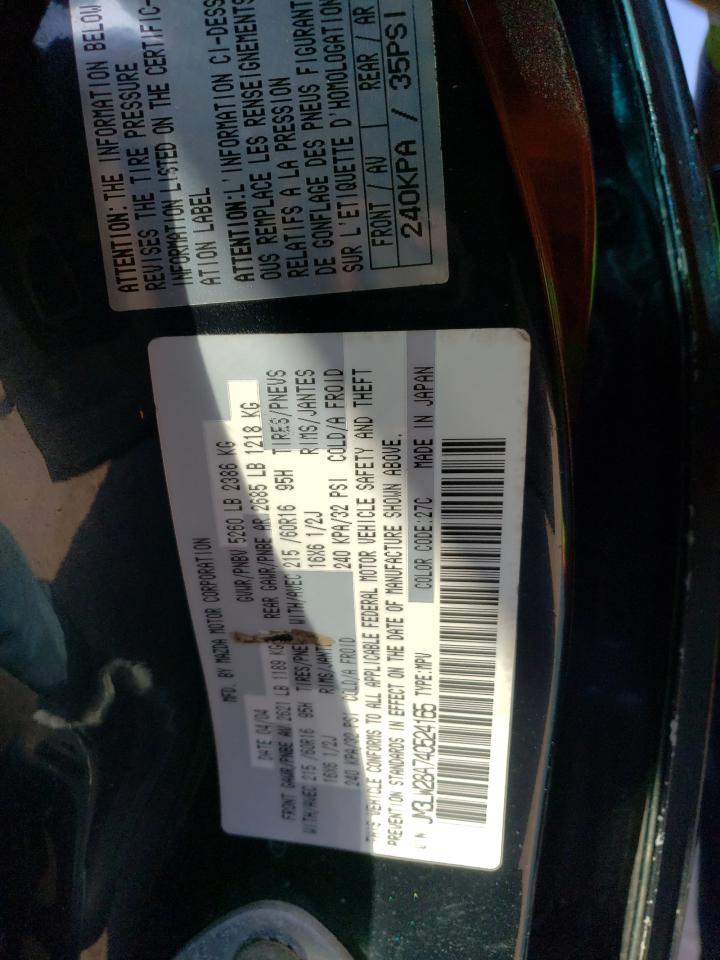 ATTENTION: THE INFORMATION BELOW
REVISES THE TIRE PRESSURE
INFORMATION LISTED ON THE CERTIFIC-
ATION LABEL
ATTENTION:L'INFORMATION CI-DESS
OUS REMPLACE LES RENSEIGNEMENTS
RELATIFS A LA PRESSION
DE GONFLAGE DES PNEUS FIGURANT
SUR L'ETIQUETTE D'HOMOLOGATION
FRONT / AV | REAR / AR
240KPA / 35PSI
MFD. BY MAZDA MOTOR CORPORATION
DATE 04/04 GVWR/PNBV 5260 LB 2386 KG
FRONT GAWR/PNBE AV 2621 LB 1189 KG REAR GAWR/PNBE AR 2685 LB 1218 KG
WITH/AVEC 215 /60R16 95H TIRES/PNE WITH/AVEC 215 /60R16 95H TIRES/PNEUS
16X6 1/2J RIMS/JANTES 16X6 1/2J RIMS/JANTES
240 KPA/32 PSI COLD/A FROID 240 KPA/32 PSI COLD/A FROID
THIS VEHICLE CONFORMS TO ALL APPLICABLE FEDERAL MOTOR VEHICLE SAFETY AND THEFT
PREVENTION STANDARDS IN EFFECT ON THE DATE OF MANUFACTURE SHOWN ABOVE.
COLOR CODE:27C MADE IN JAPAN
JM3LW28A740524165 TYPE:MPV